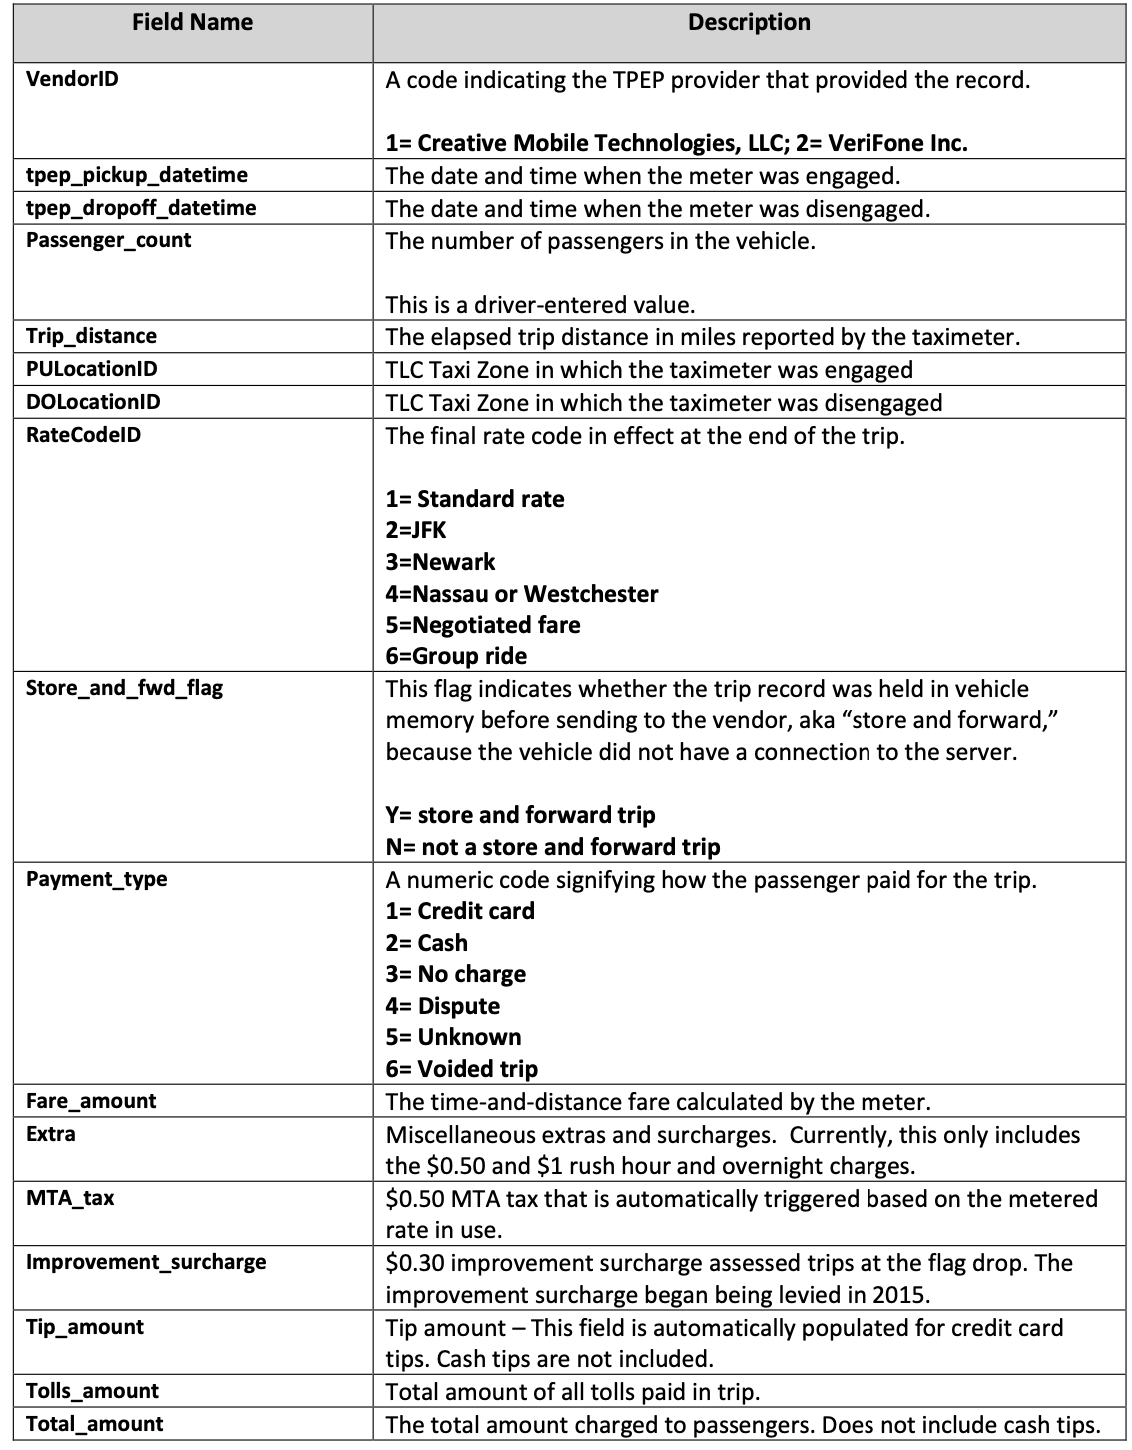 Field Name Description
VendorID A code indicating the TPEP provider that provided the record.
1= Creative Mobile Technologies, LLC; 2= VeriFone Inc.
tpep_pickup_datetime The date and time when the meter was engaged.
tpep_dropoff_datetime The date and time when the meter was disengaged.
Passenger_count The number of passengers in the vehicle.
This is a driver-entered value.
Trip_distance The elapsed trip distance in miles reported by the taximeter.
PULocationID TLC Taxi Zone in which the taximeter was engaged
DOLocationID TLC Taxi Zone in which the taximeter was disengaged
RateCodeID The final rate code in effect at the end of the trip.
1= Standard rate
2=JFK
3=Newark
4=Nassau or Westchester
5=Negotiated fare
6=Group ride
Store_and_fwd_flag This flag indicates whether the trip record was held in vehicle
memory before sending to the vendor, aka “store and forward,”
because the vehicle did not have a connection to the server.
Y= store and forward trip
N= not a store and forward trip
Payment_type A numeric code signifying how the passenger paid for the trip.
1= Credit card
2= Cash
3= No charge
4= Dispute
5= Unknown
6= Voided trip
Fare_amount The time-and-distance fare calculated by the meter.
Extra Miscellaneous extras and surcharges. Currently, this only includes
the $0.50 and $1 rush hour and overnight charges.
MTA_tax $0.50 MTA tax that is automatically triggered based on the metered
rate in use.
Improvement_surcharge $0.30 improvement surcharge assessed trips at the flag drop. The
improvement surcharge began being levied in 2015.
Tip_amount Tip amount – This field is automatically populated for credit card
tips. Cash tips are not included.
Tolls_amount Total amount of all tolls paid in trip.
Total_amount The total amount charged to passengers. Does not include cash tips.